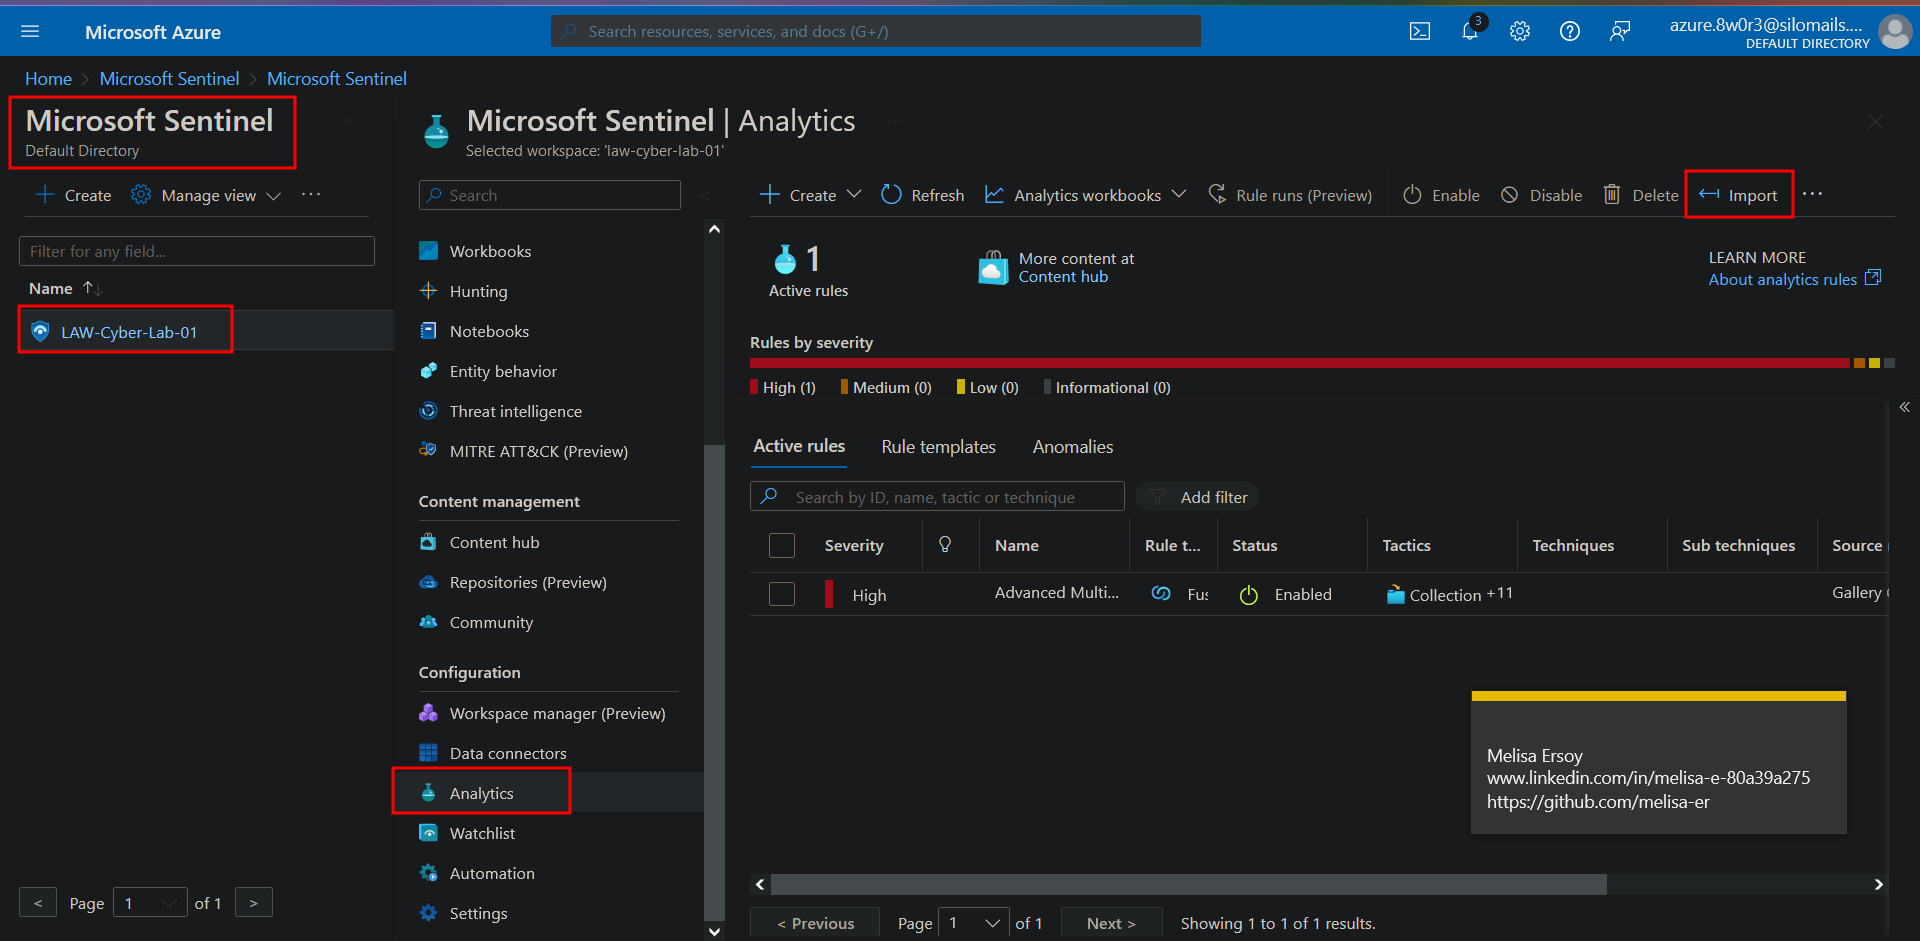 Microsoft Azure
Search resources, services, and docs (G+/)
3
azure.8w0r3@silomails....
DEFAULT DIRECTORY
Home > Microsoft Sentinel > Microsoft Sentinel
Microsoft Sentinel
Default Directory
Create
Manage view
Filter for any field...
Name
LAW-Cyber-Lab-01
< Page 1 of 1 >
Microsoft Sentinel | Analytics
Selected workspace: 'law-cyber-lab-01'
Search
Workbooks
Hunting
Notebooks
Entity behavior
Threat intelligence
MITRE ATT&CK (Preview)
Content management
Content hub
Repositories (Preview)
Community
Configuration
Workspace manager (Preview)
Data connectors
Analytics
Watchlist
Automation
Settings
Create Refresh Analytics workbooks Rule runs (Preview) Enable Disable Delete Import ...
1
Active rules
More content at
Content hub
LEARN MORE
About analytics rules
Rules by severity
High (1) Medium (0) Low (0) Informational (0)
Active rules Rule templates Anomalies
Search by ID, name, tactic or technique
Add filter
Severity Name Rule t... Status Tactics Techniques Sub techniques Source
High Advanced Multi... Fus Enabled Collection +11 Gallery
Melisa Ersoy
www.linkedin.com/in/melisa-e-80a39a275
https://github.com/melisa-er
< Previous Page 1 of 1 Next > Showing 1 to 1 of 1 results.